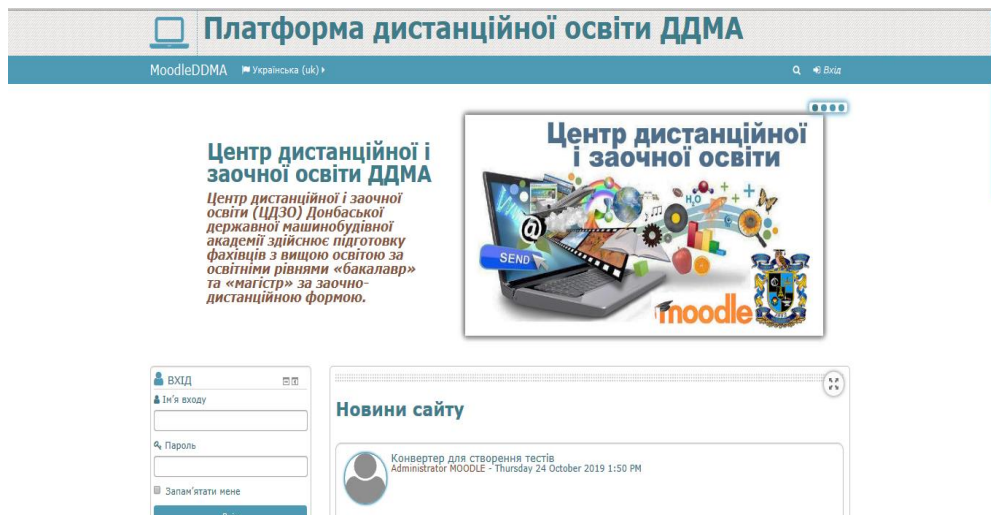 Платформа дистанційної освіти ДДМА
MoodleDDMA Українська (uk) Вхід
Центр дистанційної і
заочної освіти ДДМА
Центр дистанційної і заочної
освіти (ЦДЗО) Донбаської
державної машинобудівної
академії здійснює підготовку
фахівців з вищою освітою за
освітніми рівнями «бакалавр»
та «магістр» за заочно-
дистанційною формою.
Центр дистанційної
і заочної освіти
H₂O
@
SEND
moodle
ВХІД
Ім'я входу
Пароль
Запам'ятати мене
Новини сайту
Конвертер для створення тестів
Administrator MOODLE - Thursday 24 October 2019 1:50 PM